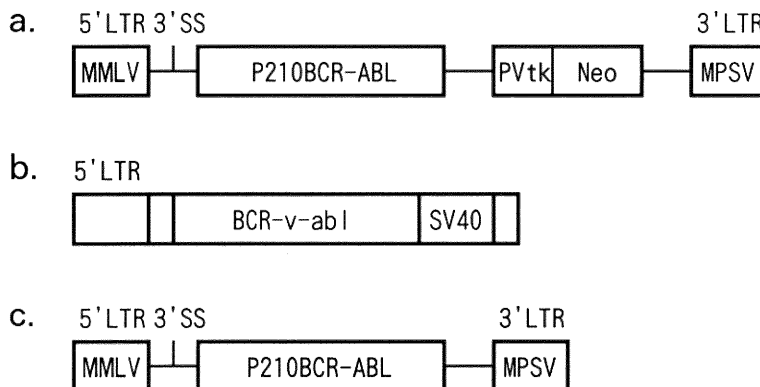 a. 5'LTR 3'SS 3'LTR
MMLV P210BCR-ABL PVtk Neo MPSV
b. 5'LTR
BCR-v-abl SV40
c. 5'LTR 3'SS 3'LTR
MMLV P210BCR-ABL MPSV